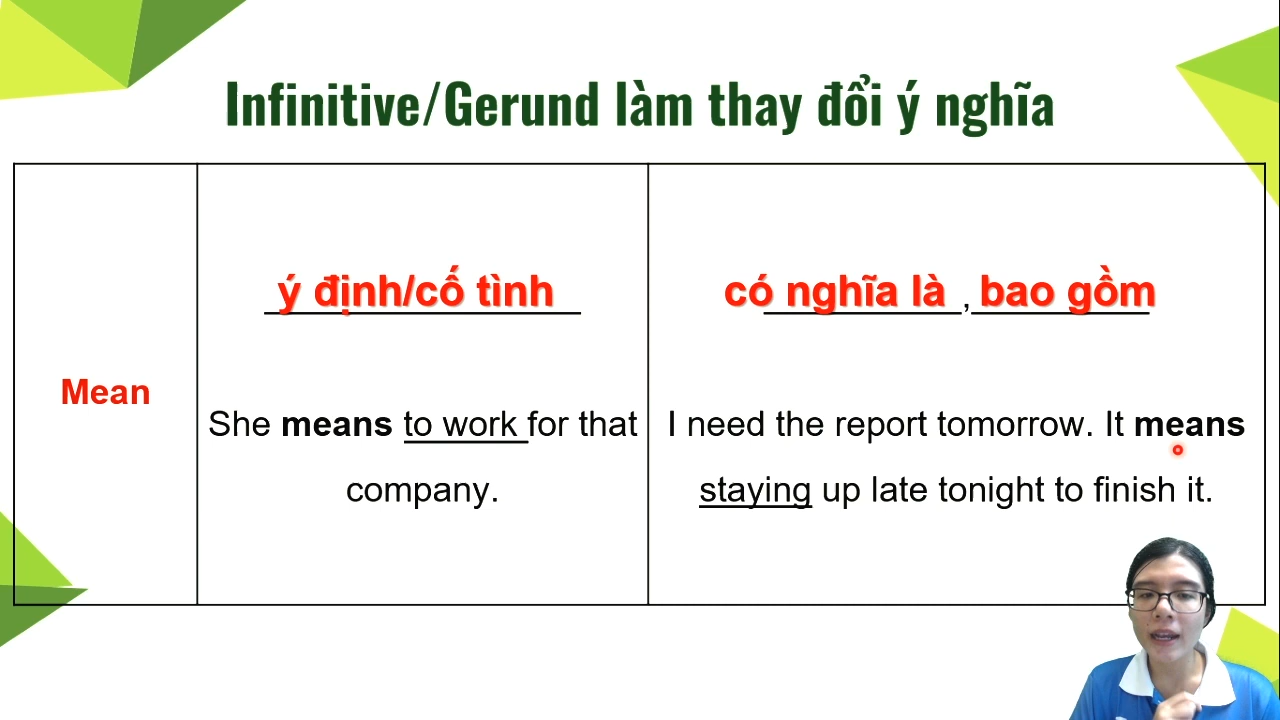 Infinitive/Gerund làm thay đổi ý nghĩa
Mean
ý định/cố tình
She means to work for that
company.
có nghĩa là , bao gồm
I need the report tomorrow. It means
staying up late tonight to finish it.